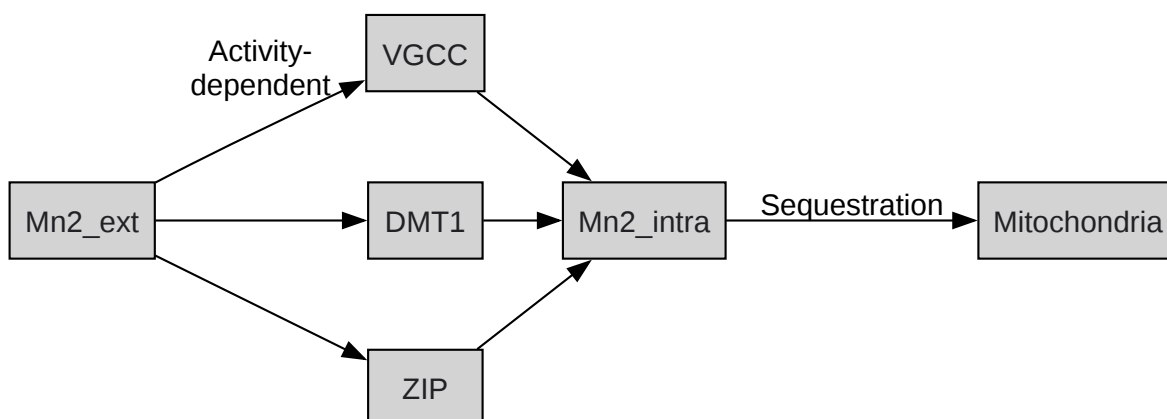 Activity-
dependent
VGCC
Mn2_ext
DMT1
Mn2_intra
Sequestration
Mitochondria
ZIP